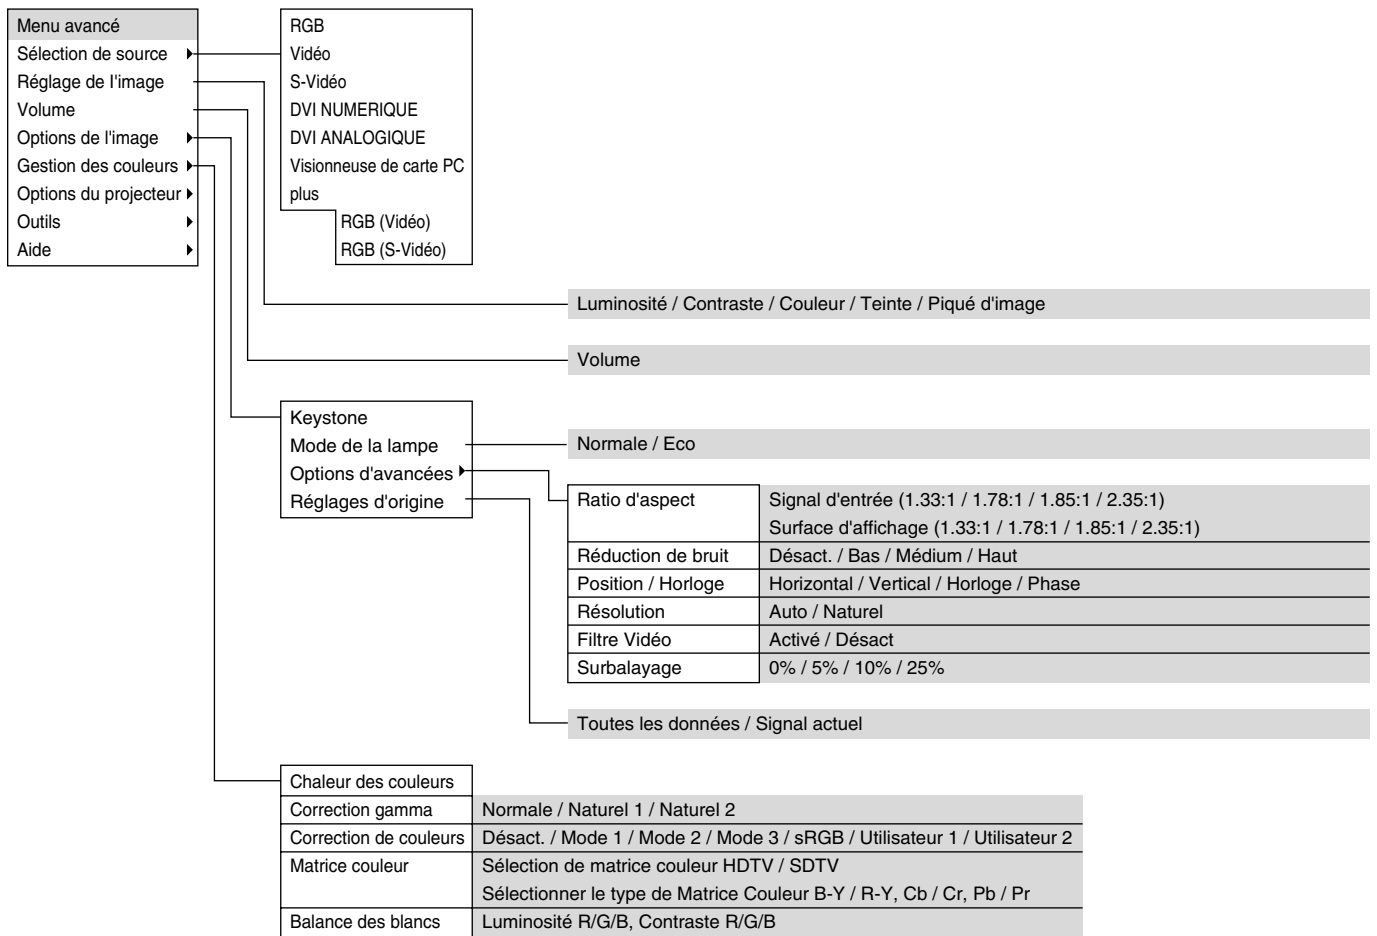 Menu avancé
Sélection de source
Réglage de l'image
Volume
Options de l'image
Gestion des couleurs
Options du projecteur
Outils
Aide
RGB
Vidéo
S-Vidéo
DVI NUMERIQUE
DVI ANALOGIQUE
Visionneuse de carte PC
plus
RGB (Vidéo)
RGB (S-Vidéo)
Luminosité / Contraste / Couleur / Teinte / Piqué d'image
Volume
Keystone
Mode de la lampe
Options d'avancées
Réglages d'origine
Normale / Eco
Ratio d'aspect
Signal d'entrée (1.33:1 / 1.78:1 / 1.85:1 / 2.35:1)
Surface d'affichage (1.33:1 / 1.78:1 / 1.85:1 / 2.35:1)
Réduction de bruit
Désact. / Bas / Médium / Haut
Position / Horloge
Horizontal / Vertical / Horloge / Phase
Résolution
Auto / Naturel
Filtre Vidéo
Activé / Désact
Surbalayage
0% / 5% / 10% / 25%
Toutes les données / Signal actuel
Chaleur des couleurs
Correction gamma
Normale / Naturel 1 / Naturel 2
Correction de couleurs
Désact. / Mode 1 / Mode 2 / Mode 3 / sRGB / Utilisateur 1 / Utilisateur 2
Matrice couleur
Sélection de matrice couleur HDTV / SDTV
Sélectionner le type de Matrice Couleur B-Y / R-Y, Cb / Cr, Pb / Pr
Balance des blancs
Luminosité R/G/B, Contraste R/G/B